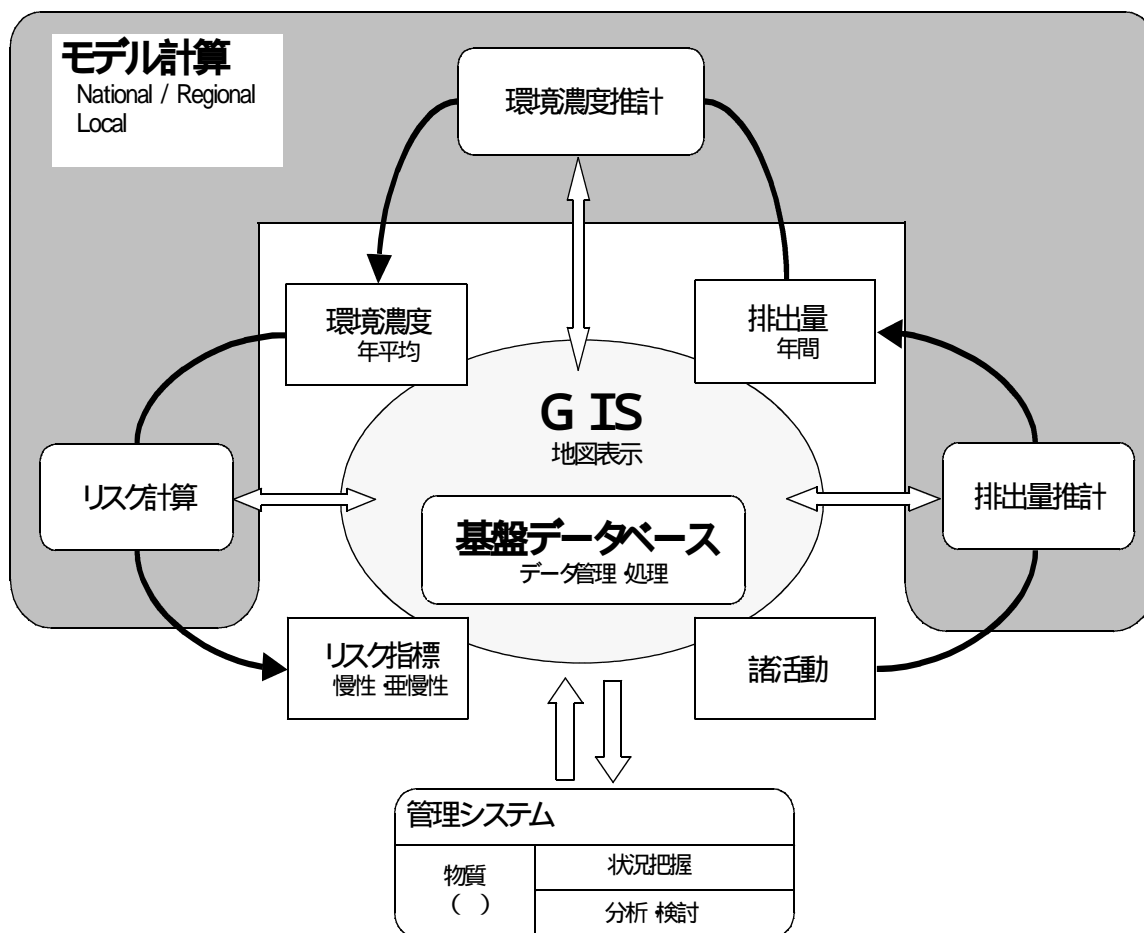 モデル計算
National / Regional
Local
環境濃度推計
環境濃度
年平均
排出量
年間
GIS
地図表示
リスク計算
排出量推計
基盤データベース
データ管理・処理
リスク指標
慢性・亜慢性
諸活動
管理システム
物質
（　）
状況把握
分析・検討